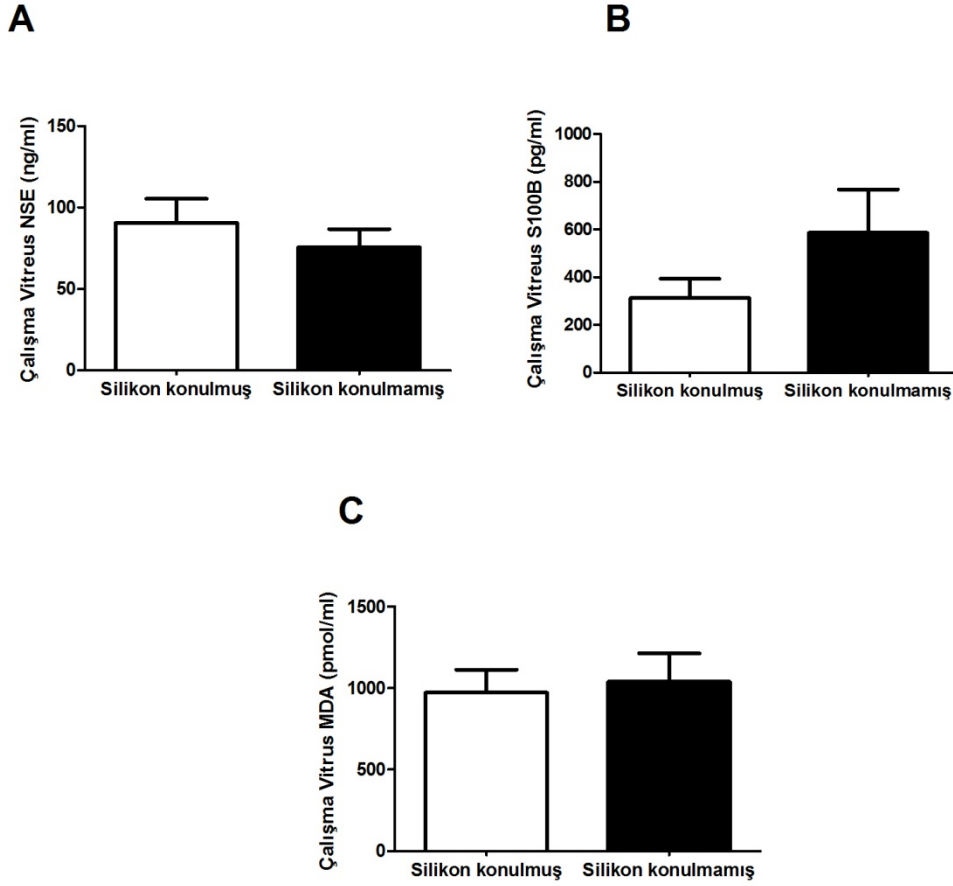 A
B
Çalışma Vitreus NSE (ng/ml)
150
100
50
0
Silikon konulmuş
Silikon konulmamış
Çalışma Vitreus S100B (pg/ml)
1000
800
600
400
200
0
Silikon konulmuş
Silikon konulmamış
C
Çalışma Vitrus MDA (pmol/ml)
1500
1000
500
0
Silikon konulmuş
Silikon konulmamış